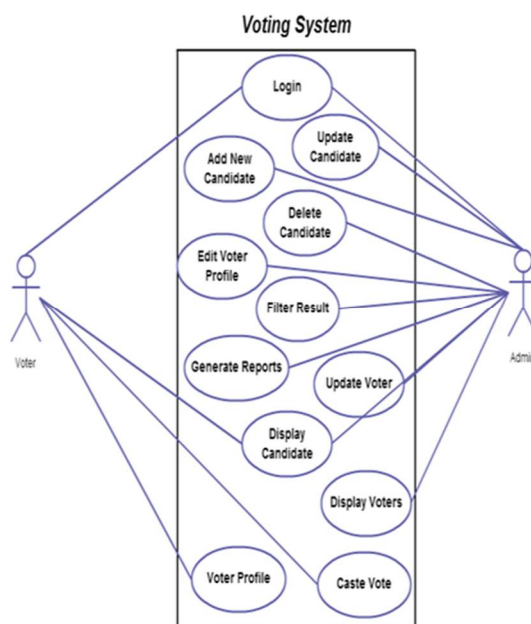 Voting System
Login
Update
Candidate
Add New
Candidate
Delete
Candidate
Edit Voter
Profile
Filter Result
Voter
Admin
Generate Reports
Update Voter
Display
Candidate
Display Voters
Voter Profile
Caste Vote